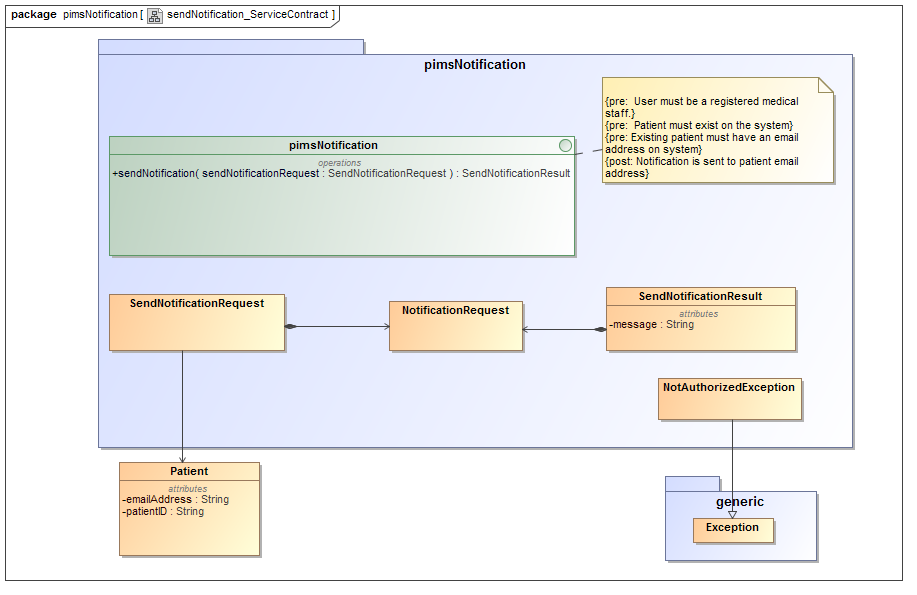 package pimsNotification [ sendNotification_ServiceContract ]
pimsNotification
{pre:  User must be a registered medical
staff.}
{pre:  Patient must exist on the system}
{pre: Existing patient must have an email
address on system}
{post: Notification is sent to patient email
address}
pimsNotification
operations
+sendNotification( sendNotificationRequest : SendNotificationRequest ) : SendNotificationResult
SendNotificationRequest
NotificationRequest
SendNotificationResult
attributes
-message : String
NotAuthorizedException
Patient
attributes
-emailAddress : String
-patientID : String
generic
Exception